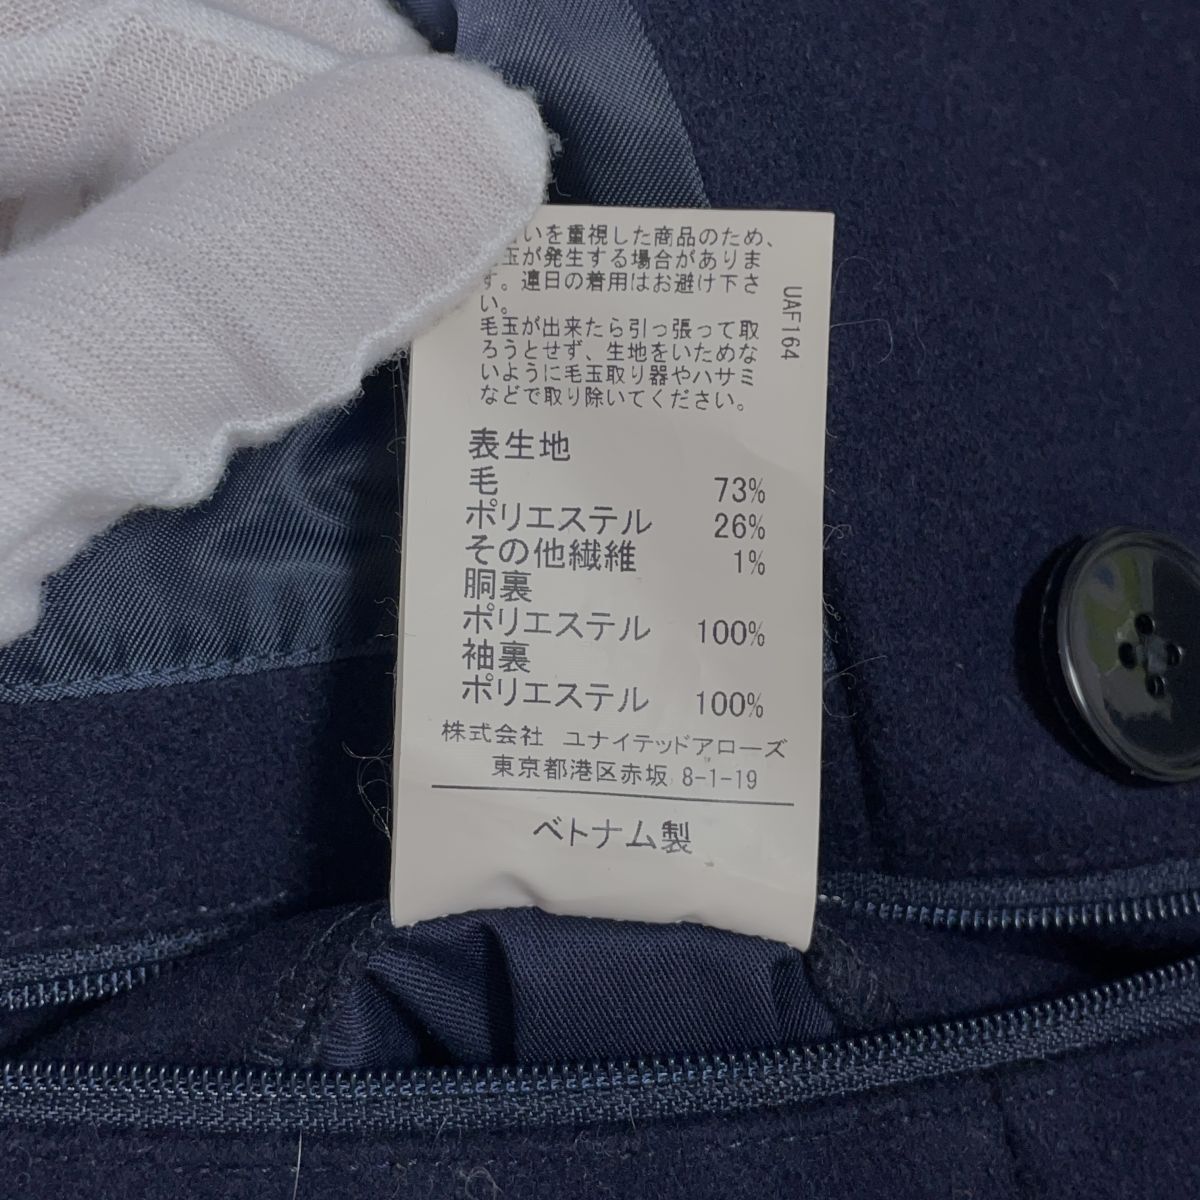 いを重視した商品のため、
玉が発生する場合がありま
す。連日の着用はお避け下さ
い。
毛玉が出来たら引っ張って取
ろうとせず、生地をいためな
いように毛玉取り器やハサミ
などで取り除いてください。
UAF164
表生地
毛 73%
ポリエステル 26%
その他繊維 1%
胴裏
ポリエステル 100%
袖裏
ポリエステル 100%
株式会社 ユナイテッドアローズ
東京都港区赤坂 8-1-19
ベトナム製